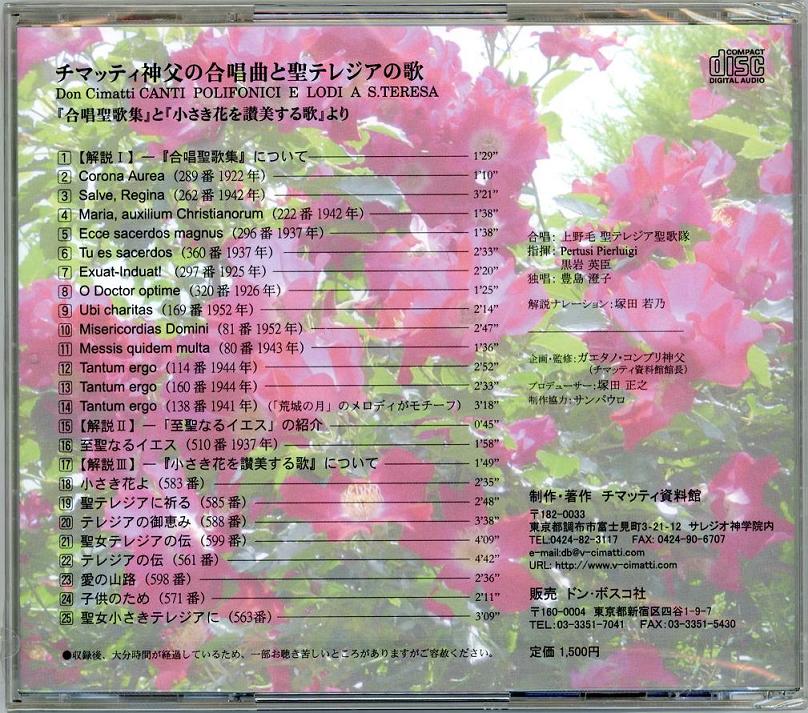 チマッティ神父の合唱曲と聖テレジアの歌
Don Cimatti CANTI POLIFONICI E LODI A S.TERESA
『合唱聖歌集』と『小さき花を讃美する歌』より
COMPACT
disc
DIGITAL AUDIO
1 【解説Ⅰ】―『合唱聖歌集』について 1'29”
2 Corona Aurea (289番 1922年) 1'10”
3 Salve, Regina (262番 1942年) 3'21”
4 Maria, auxilium Christianorum (222番 1942年) 1'38”
5 Ecce sacerdos magnus (296番 1937年) 1'38”
6 Tu es sacerdos (360番 1937年) 2'33”
7 Exuat-Induat! (297番 1925年) 2'20”
8 O Doctor optime (320番 1926年) 1'25”
9 Ubi charitas (169番 1952年) 2'14”
10 Misericordias Domini (81番 1952年) 2'47”
11 Messis quidem multa (80番 1943年) 1'36”
12 Tantum ergo (114番 1944年) 2'52”
13 Tantum ergo (160番 1944年) 2'33”
14 Tantum ergo (138番 1941年) (「荒城の月」のメロディがモチーフ) 3'18”
15 【解説Ⅱ】―「至聖なるイエス」の紹介 0'45”
16 至聖なるイエス (510番 1937年) 1'58”
17 【解説Ⅲ】―『小さき花を讃美する歌』について 1'49”
18 小さき花よ (583番) 2'35”
19 聖テレジアに祈る (585番) 2'48”
20 テレジアの御恵み (588番) 3'38”
21 聖女テレジアの伝 (599番) 4'09”
22 テレジアの伝 (561番) 4'42”
23 愛の山路 (598番) 2'36”
24 子供のため (571番) 2'11”
25 聖女小さきテレジアに (563番) 3'09”
●収録後、大分時間が経過しているため、一部お聴き苦しいところがありますがご容赦ください。
合唱: 上野毛 聖テレジア聖歌隊
指揮: Pertusi Pierluigi
黒岩 英臣
独唱: 豊島 澄子
解説ナレーション: 塚田 若乃
企画・監修: ガエタノ・コンプリ神父
(チマッティ資料館館長)
プロデューサー: 塚田 正之
制作協力: サンパウロ
制作・著作 チマッティ資料館
〒182-0033
東京都調布市富士見町3-21-12 サレジオ神学院内
TEL:0424-82-3117 FAX: 0424-90-6707
e-mail:db@v-cimatti.com
URL: http://www.v-cimatti.com
販売 ドン・ボスコ社
〒160-0004 東京都新宿区四谷1-9-7
TEL:03-3351-7041 FAX:03-3351-5430
定価 1,500円